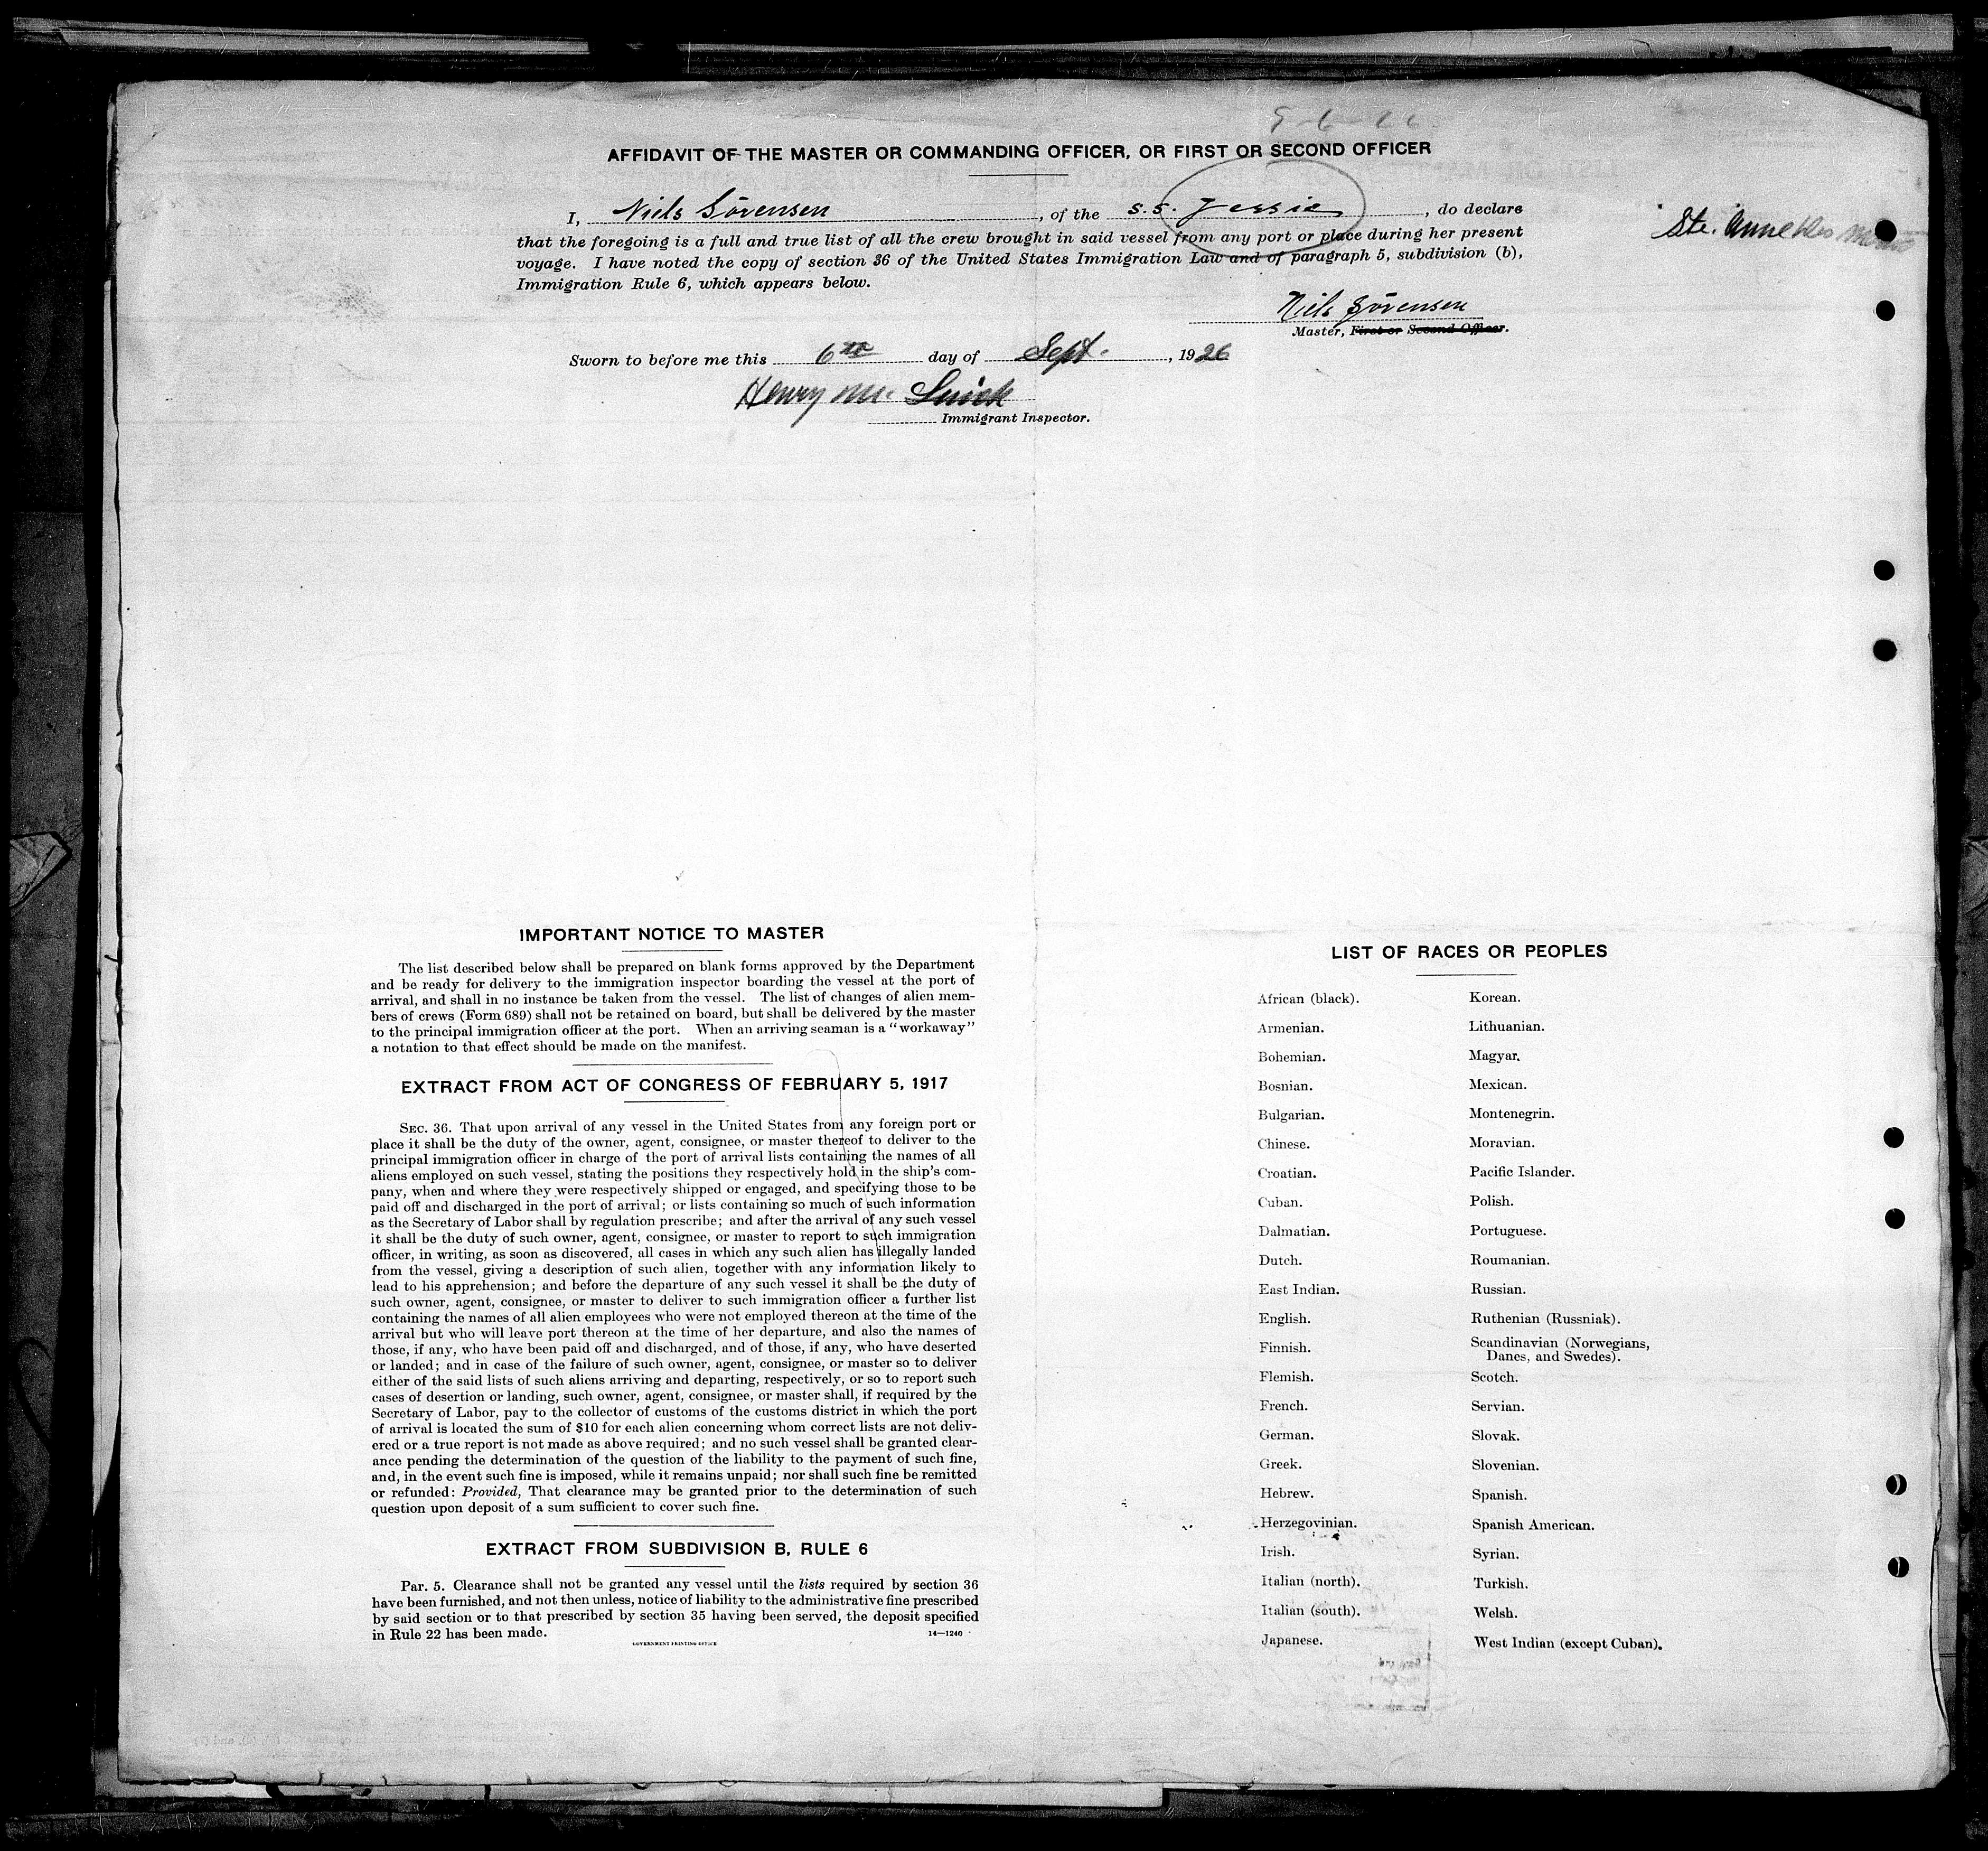 9-6-26
AFFIDAVIT OF THE MASTER OR COMMANDING OFFICER, OR FIRST OR SECOND OFFICER
I, Niels Sörensen, of the S.S. Jessie, do declare
that the foregoing is a full and true list of all the crew brought in said vessel from any port or place during her present
voyage. I have noted the copy of section 36 of the United States Immigration Law and of paragraph 5, subdivision (b),
Immigration Rule 6, which appears below.
Ste. Anne des Monts
Niels Sörensen
Master, First or Second Officer.
Sworn to before me this 6th day of Sept., 1926
Henry
Immigrant Inspector.
IMPORTANT NOTICE TO MASTER
The list described below shall be prepared on blank forms approved by the Department
and be ready for delivery to the immigration inspector boarding the vessel at the port of
arrival, and shall in no instance be taken from the vessel. The list of changes of alien mem-
bers of crews (Form 689) shall not be retained on board, but shall be delivered by the master
to the principal immigration officer at the port. When an arriving seaman is a "workaway"
a notation to that effect should be made on the manifest.
EXTRACT FROM ACT OF CONGRESS OF FEBRUARY 5, 1917
SEC. 36. That upon arrival of any vessel in the United States from any foreign port or
place it shall be the duty of the owner, agent, consignee, or master thereof to deliver to the
principal immigration officer in charge of the port of arrival lists containing the names of all
aliens employed on such vessel, stating the positions they respectively hold in the ship's com-
pany, when and where they were respectively shipped or engaged, and specifying those to be
paid off and discharged in the port of arrival; or lists containing so much of such information
as the Secretary of Labor shall by regulation prescribe; and after the arrival of any such vessel
it shall be the duty of such owner, agent, consignee, or master to report to such immigration
officer, in writing, as soon as discovered, all cases in which any such alien has illegally landed
from the vessel, giving a description of such alien, together with any information likely to
lead to his apprehension; and before the departure of any such vessel it shall be the duty of
such owner, agent, consignee, or master to deliver to such immigration officer a further list
containing the names of all alien employees who were not employed thereon at the time of the
arrival but who will leave port thereon at the time of her departure, and also the names of
those, if any, who have been paid off and discharged, and of those, if any, who have deserted
or landed; and in case of the failure of such owner, agent, consignee, or master so to deliver
either of the said lists of such aliens arriving and departing, respectively, or so to report such
cases of desertion or landing, such owner, agent, consignee, or master shall, if required by the
Secretary of Labor, pay to the collector of customs of the customs district in which the port
of arrival is located the sum of $10 for each alien concerning whom correct lists are not deliv-
ered or a true report is not made as above required; and no such vessel shall be granted clear-
ance pending the determination of the question of the liability to the payment of such fine,
and, in the event such fine is imposed, while it remains unpaid; nor shall such fine be remitted
or refunded: Provided, That clearance may be granted prior to the determination of such
question upon deposit of a sum sufficient to cover such fine.
EXTRACT FROM SUBDIVISION B, RULE 6
Par. 5. Clearance shall not be granted any vessel until the lists required by section 36
have been furnished, and not then unless, notice of liability to the administrative fine prescribed
by said section or to that prescribed by section 35 having been served, the deposit specified
in Rule 22 has been made.
GOVERNMENT PRINTING OFFICE
14—1240
LIST OF RACES OR PEOPLES
African (black).
Armenian.
Bohemian.
Bosnian.
Bulgarian.
Chinese.
Croatian.
Cuban.
Dalmatian.
Dutch.
East Indian.
English.
Finnish.
Flemish.
French.
German.
Greek.
Hebrew.
Herzegovinian.
Irish.
Italian (north).
Italian (south).
Japanese.
Korean.
Lithuanian.
Magyar.
Mexican.
Montenegrin.
Moravian.
Pacific Islander.
Polish.
Portuguese.
Roumanian.
Russian.
Ruthenian (Russniak).
Scandinavian (Norwegians,
Danes, and Swedes).
Scotch.
Servian.
Slovak.
Slovenian.
Spanish.
Spanish American.
Syrian.
Turkish.
Welsh.
West Indian (except Cuban).